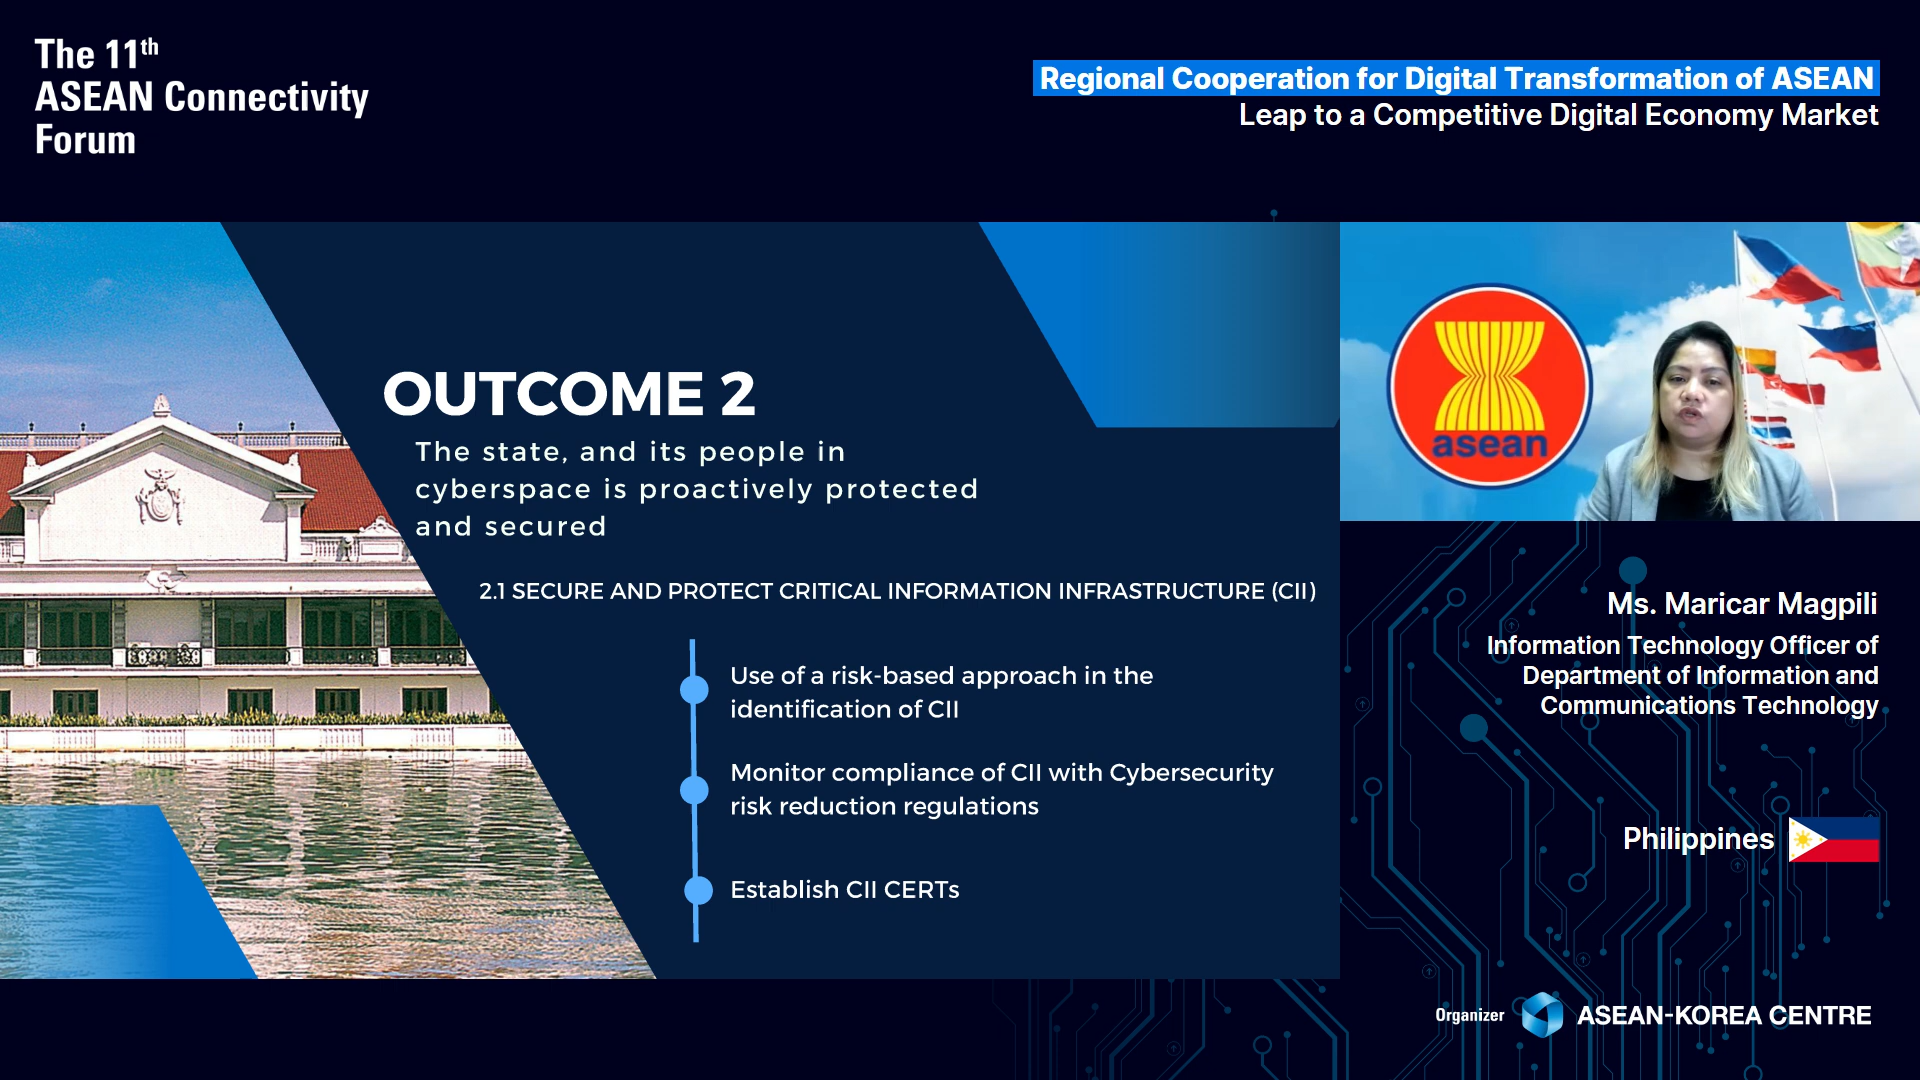 The 11th
ASEAN Connectivity
Forum
Regional Cooperation for Digital Transformation of ASEAN
Leap to a Competitive Digital Economy Market
OUTCOME 2
The state, and its people in
cyberspace is proactively protected
and secured
2.1 SECURE AND PROTECT CRITICAL INFORMATION INFRASTRUCTURE (CII)
Use of a risk-based approach in the
identification of CII
Monitor compliance of CII with Cybersecurity
risk reduction regulations
Establish CII CERTs
asean
Ms. Maricar Magpili
Information Technology Officer of
Department of Information and
Communications Technology
Philippines
Organizer ASEAN-KOREA CENTRE